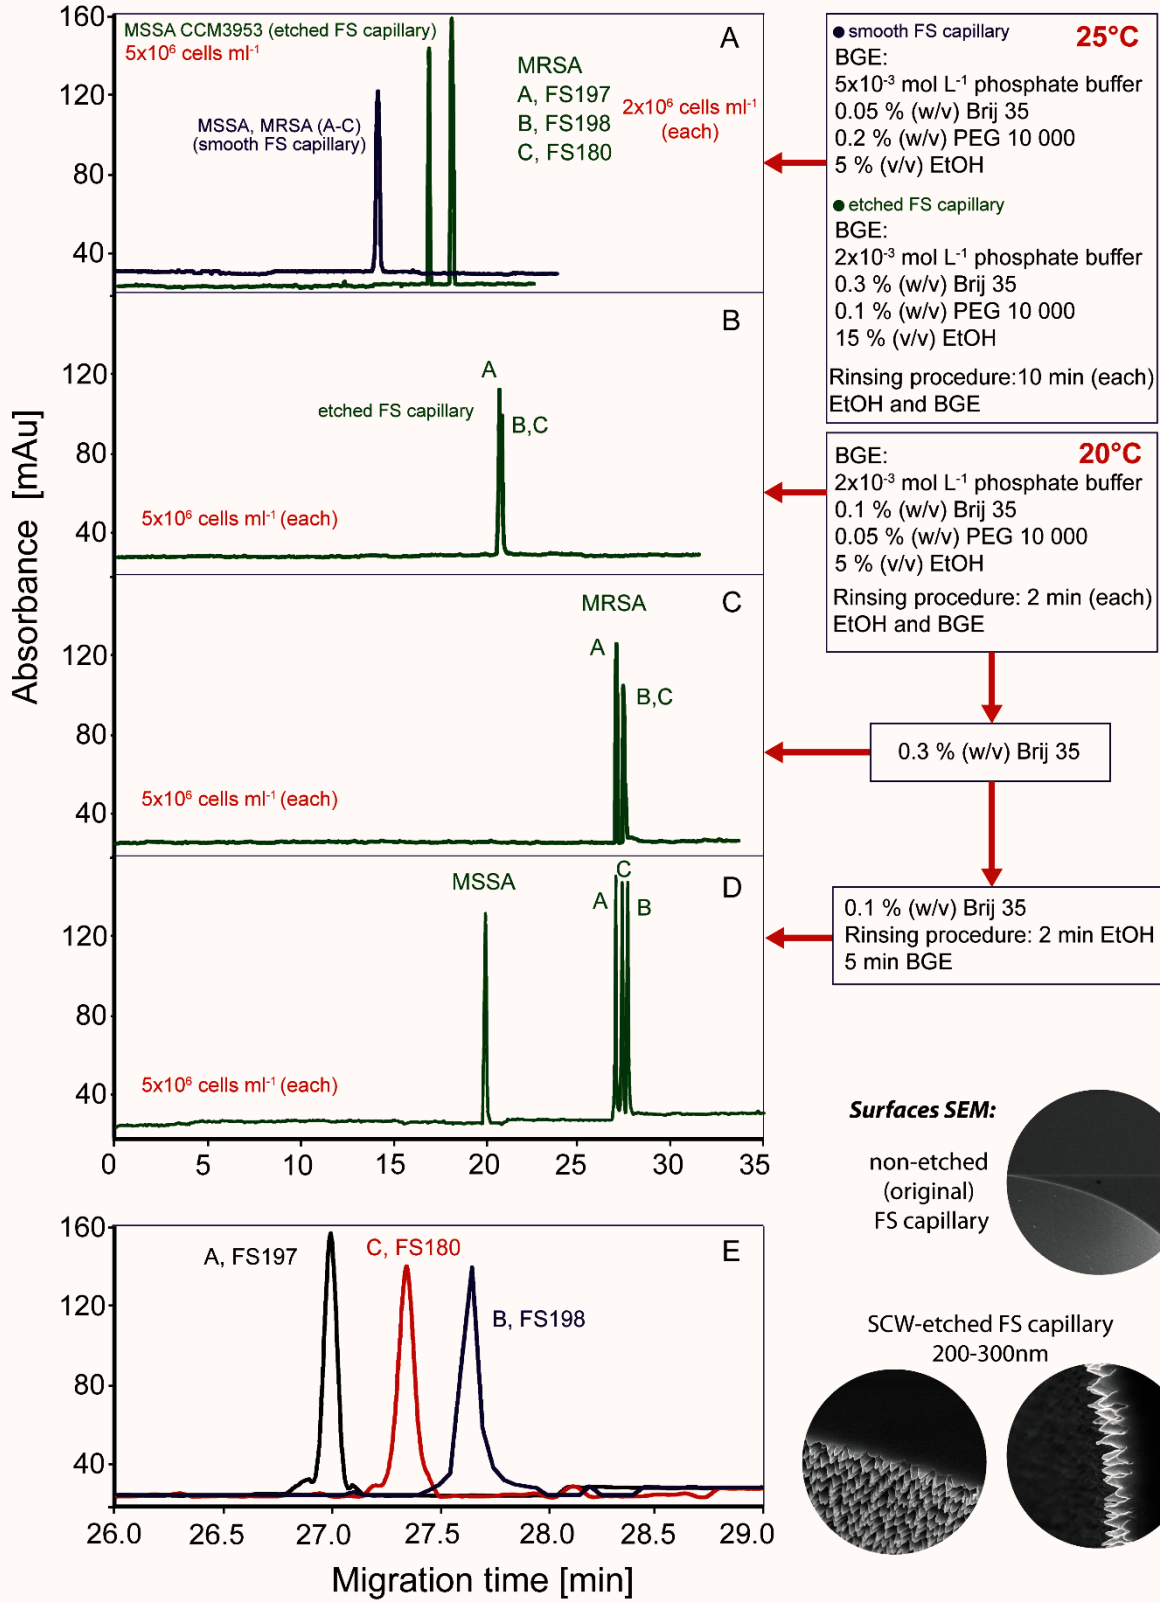 Absorbance [mAu]
160
120
80
40
MSSA CCM3953 (etched FS capillary)
5x10⁶ cells ml⁻¹
MSSA, MRSA (A-C)
(smooth FS capillary)
MRSA
A, FS197
B, FS198
C, FS180
2x10⁶ cells ml⁻¹
(each)
A
● smooth FS capillary
25°C
BGE:
5x10⁻³ mol L⁻¹ phosphate buffer
0.05 % (w/v) Brij 35
0.2 % (w/v) PEG 10 000
5 % (v/v) EtOH
● etched FS capillary
BGE:
2x10⁻³ mol L⁻¹ phosphate buffer
0.3 % (w/v) Brij 35
0.1 % (w/v) PEG 10 000
15 % (v/v) EtOH
Rinsing procedure:10 min (each)
EtOH and BGE
B
120
80
40
A
etched FS capillary
B,C
5x10⁶ cells ml⁻¹ (each)
BGE:
20°C
2x10⁻³ mol L⁻¹ phosphate buffer
0.1 % (w/v) Brij 35
0.05 % (w/v) PEG 10 000
5 % (v/v) EtOH
Rinsing procedure: 2 min (each)
EtOH and BGE
MRSA
C
120
80
40
A
B,C
5x10⁶ cells ml⁻¹ (each)
0.3 % (w/v) Brij 35
D
120
80
40
MSSA
A
C
B
5x10⁶ cells ml⁻¹ (each)
0.1 % (w/v) Brij 35
Rinsing procedure: 2 min EtOH
5 min BGE
0 5 10 15 20 25 30 35
Surfaces SEM:
non-etched
(original)
FS capillary
160
120
80
40
A, FS197
C, FS180
B, FS198
E
26.0 26.5 27.0 27.5 28.0 28.5 29.0
Migration time [min]
SCW-etched FS capillary
200-300nm